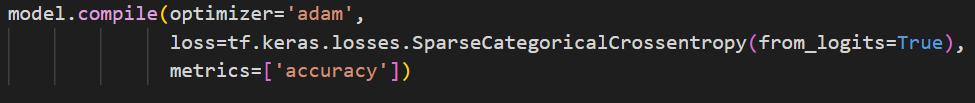 model.compile(optimizer='adam',
loss=tf.keras.losses.SparseCategoricalCrossentropy(from_logits=True),
metrics=['accuracy'])